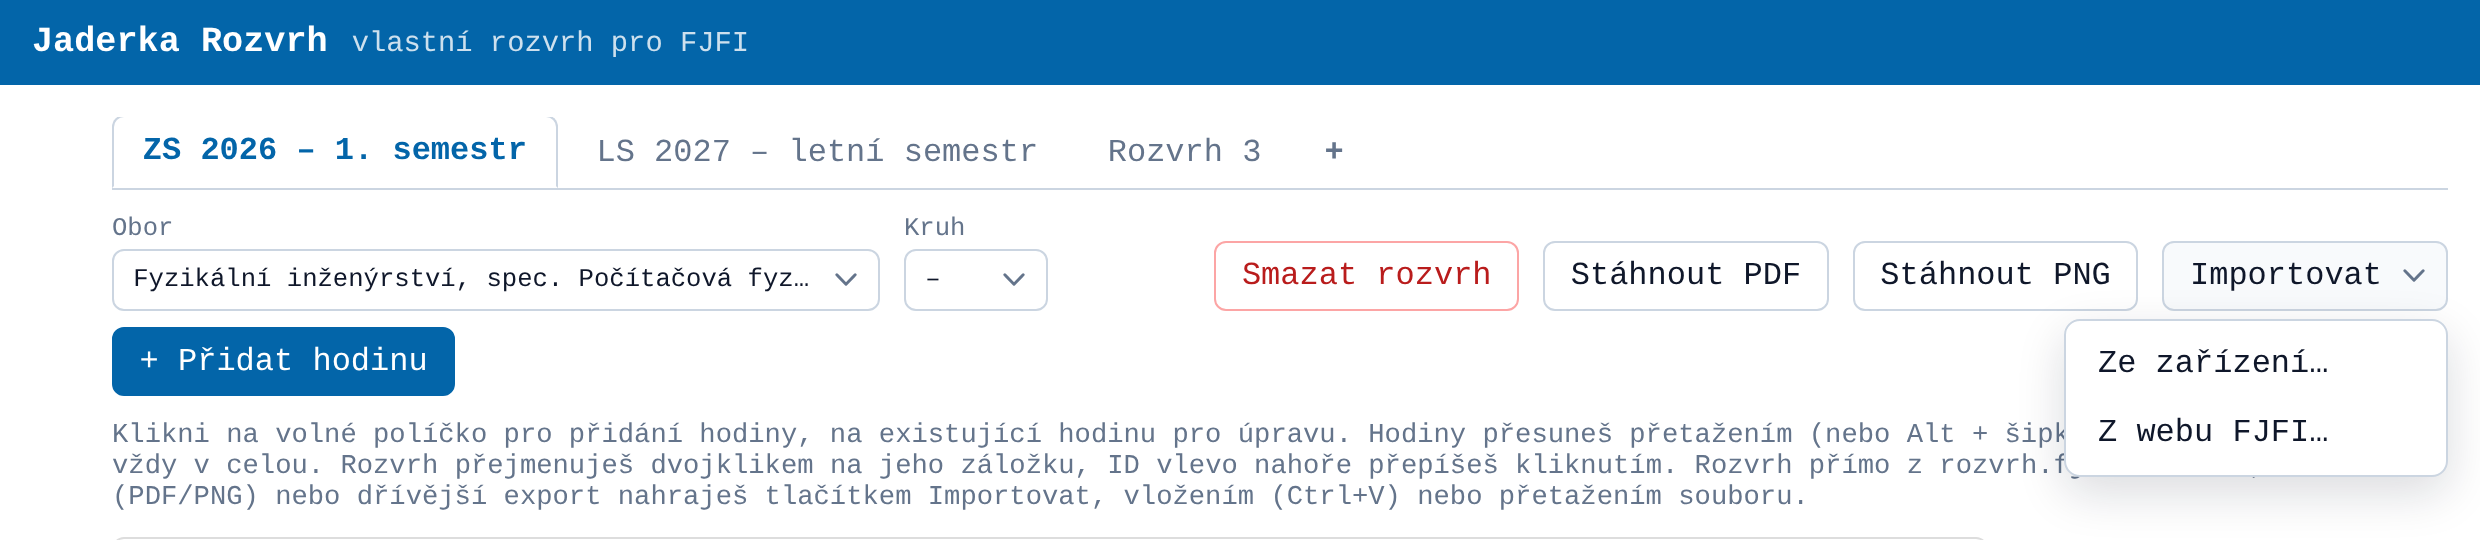 Jaderka Rozvrh vlastní rozvrh pro FJFI
ZS 2026 – 1. semestr LS 2027 – letní semestr Rozvrh 3 +
Obor Kruh
Fyzikální inženýrství, spec. Počítačová fyz… – Smazat rozvrh Stáhnout PDF Stáhnout PNG Importovat
+ Přidat hodinu
Ze zařízení…
Z webu FJFI…
Klikni na volné políčko pro přidání hodiny, na existující hodinu pro úpravu. Hodiny přesuneš přetažením (nebo Alt +
vždy v celou. Rozvrh přejmenuješ dvojklikem na jeho záložku, ID vlevo nahoře přepíšeš kliknutím. Rozvrh přímo z
(PDF/PNG) nebo dřívější export nahraješ tlačítkem Importovat, vložením (Ctrl+V) nebo přetažením souboru.